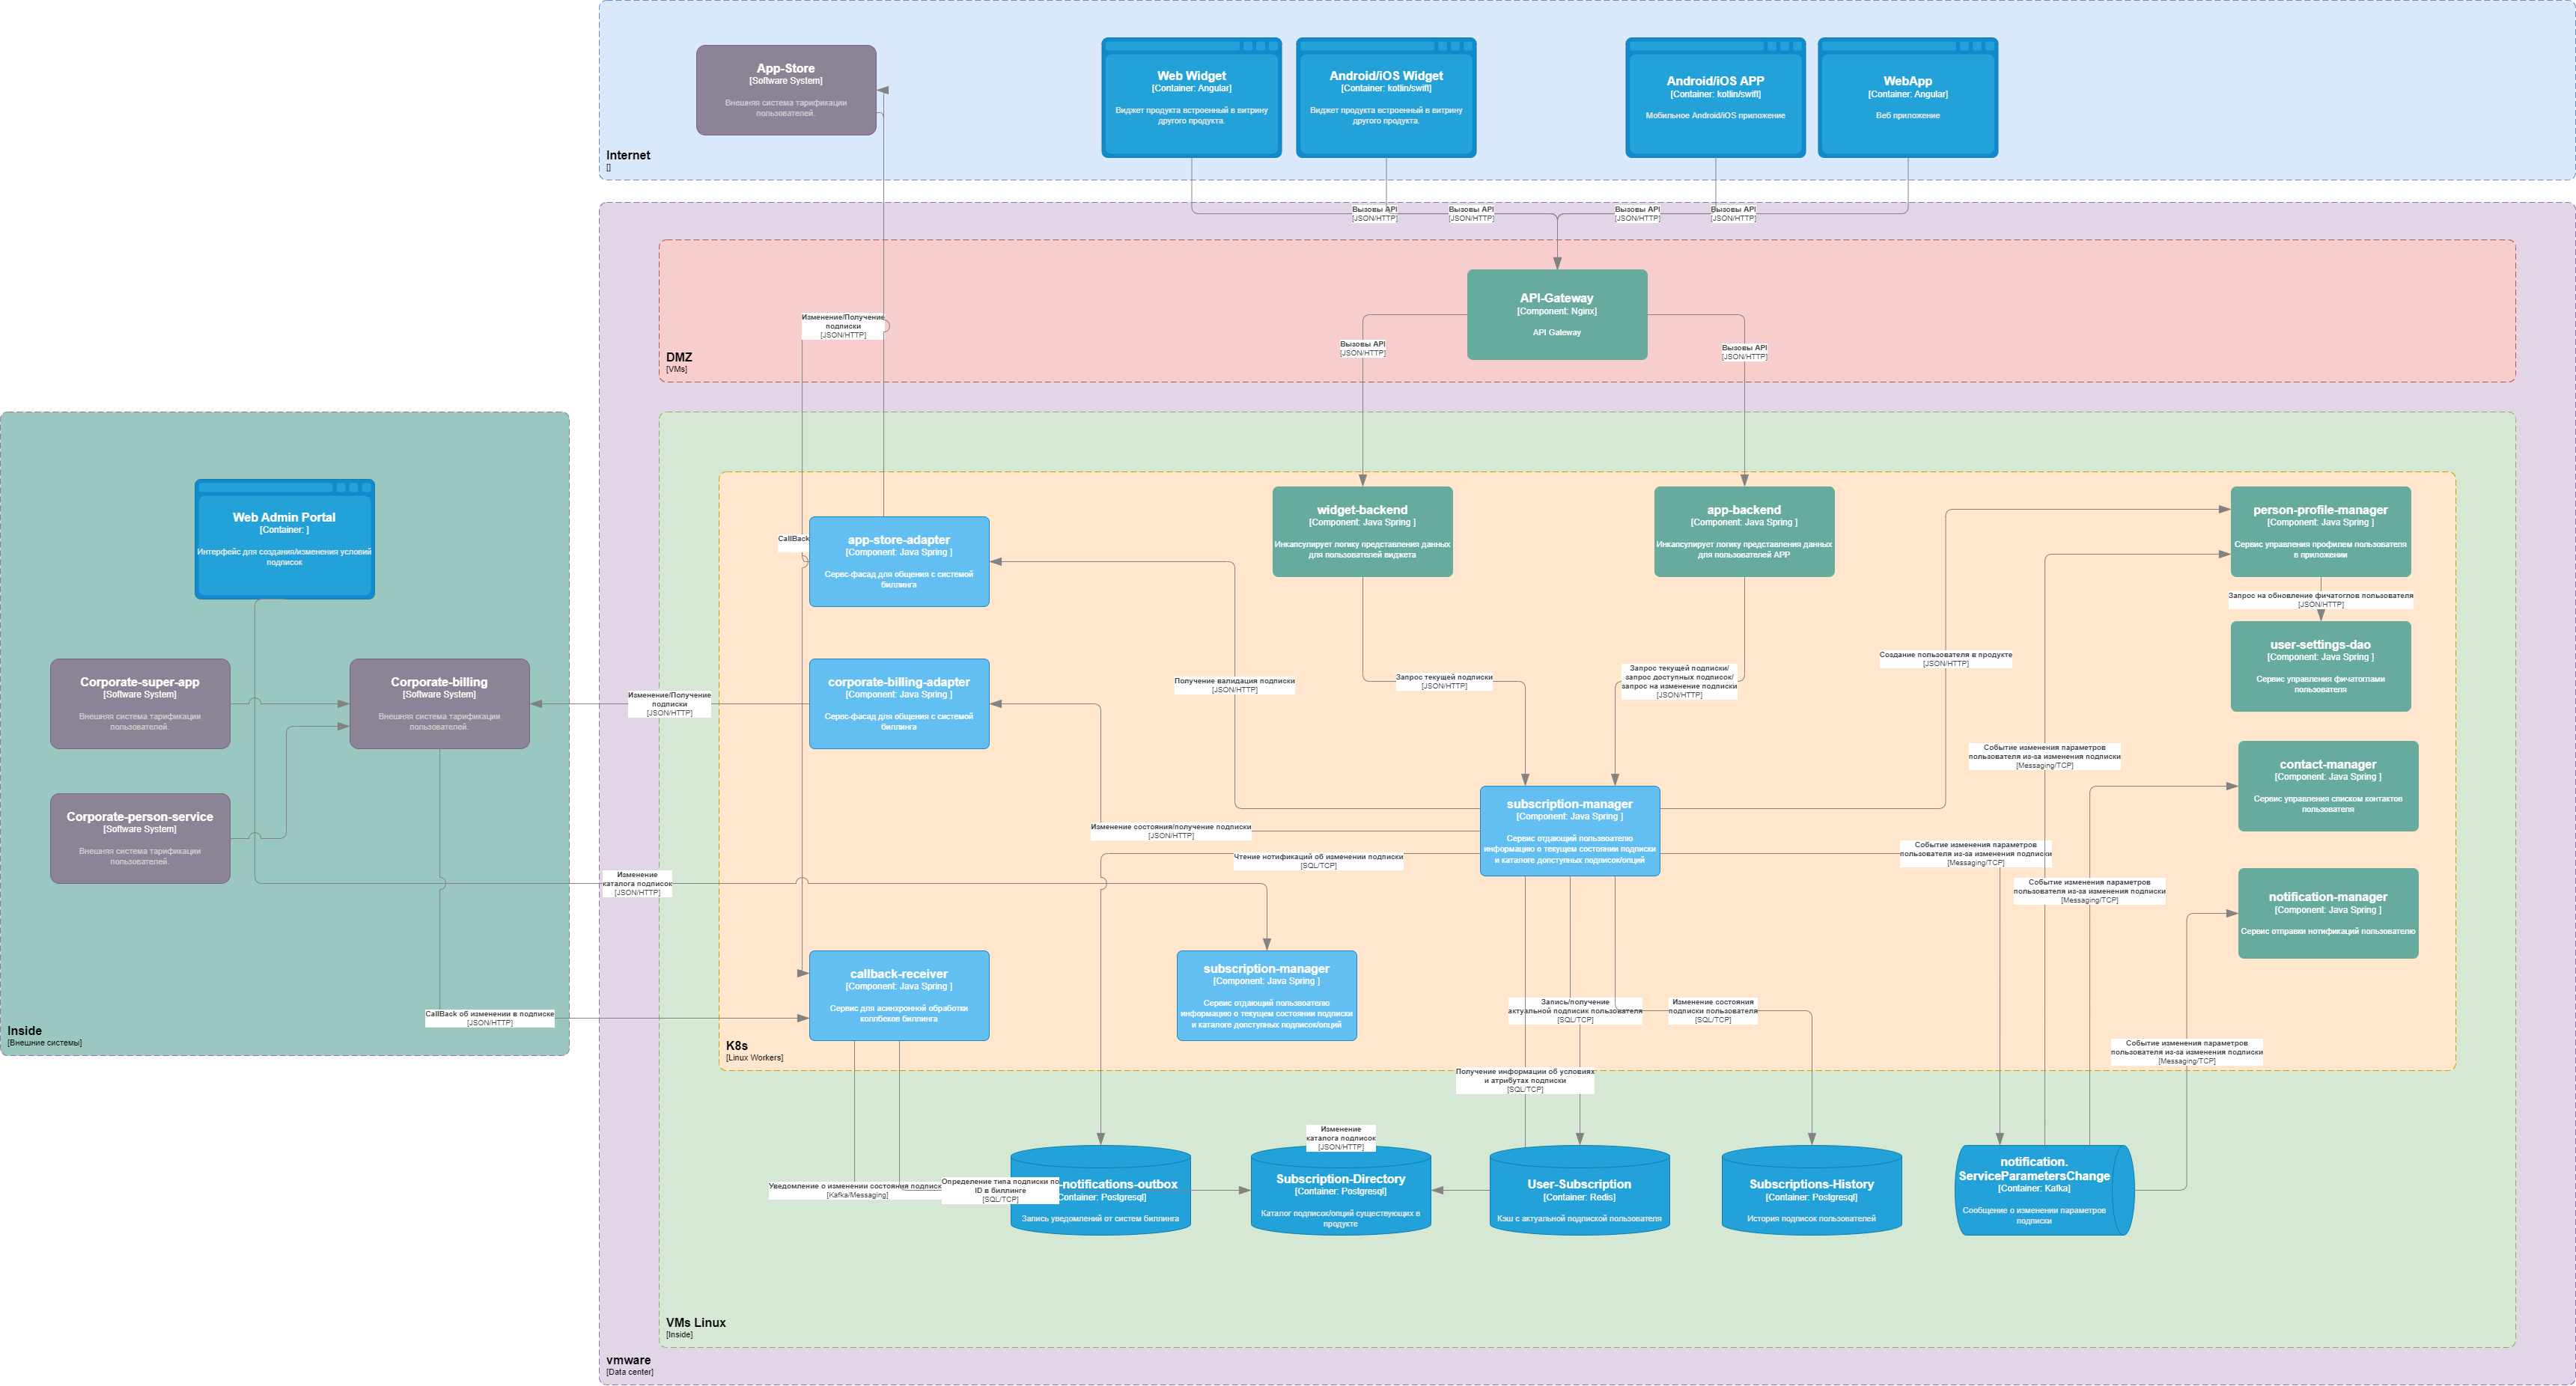 App-Store
[Software System]
Внешняя система тарификации
пользователей.
Web Widget
[Container: Angular]
Виджет продукта встроенный в витрину
другого продукта.
Android/iOS Widget
[Container: kotlin/swift]
Виджет продукта встроенный в витрину
другого продукта.
Android/iOS APP
[Container: kotlin/swift]
Мобильное Android/iOS приложение
WebApp
[Container: Angular]
Веб приложение
Internet
[]
Вызовы API
[JSON/HTTP]
Вызовы API
[JSON/HTTP]
Вызовы API
[JSON/HTTP]
Вызовы API
[JSON/HTTP]
API-Gateway
[Component: Nginx]
API Gateway
Изменение/Получение
подписки
[JSON/HTTP]
Вызовы API
[JSON/HTTP]
Вызовы API
[JSON/HTTP]
DMZ
[VMs]
Web Admin Portal
[Container: ]
Интерфейс для создания/изменения условий
подписок
CallBack
app-store-adapter
[Component: Java Spring ]
Сервс-фасад для общения с системой
биллинга
widget-backend
[Component: Java Spring ]
Инкапсулирует логику представления данных
для пользователей виджета
app-backend
[Component: Java Spring ]
Инкапсулирует логику представления данных
для пользователей APP
person-profile-manager
[Component: Java Spring ]
Сервис управления профилем пользователя
в приложении
Запрос на обновление фичатоглов пользователя
[JSON/HTTP]
user-settings-dao
[Component: Java Spring ]
Сервис управления фичатоглами
пользователя
Corporate-super-app
[Software System]
Внешняя система тарификации
пользователей.
Corporate-billing
[Software System]
Внешняя система тарификации
пользователей.
Изменение/Получение
подписки
[JSON/HTTP]
corporate-billing-adapter
[Component: Java Spring ]
Сервс-фасад для общения с системой
биллинга
Получение валидация подписки
[JSON/HTTP]
Запрос текущей подписки
[JSON/HTTP]
Запрос текущей подписки/
запрос доступных подписок/
запрос на изменение подписки
[JSON/HTTP]
Создание пользователя в продукте
[JSON/HTTP]
Событие изменения параметров
пользователя из-за изменения подписки
[Messaging/TCP]
contact-manager
[Component: Java Spring ]
Сервис управления списком контактов
пользователя
Corporate-person-service
[Software System]
Внешняя система тарификации
пользователей.
subscription-manager
[Component: Java Spring ]
Сервис отдающий пользвоателю
информацию о текущем состоянии подписки
и каталоге допступных подписок/опций
Изменение состояния/получение подписки
[JSON/HTTP]
Чтение нотификаций об изменении подписки
[SQL/TCP]
Событие изменения параметров
пользователя из-за изменения подписки
[Messaging/TCP]
Событие изменения параметров
пользователя из-за изменения подписки
[Messaging/TCP]
Изменение
каталога подписок
[JSON/HTTP]
notification-manager
[Component: Java Spring ]
Сервис отправки нотификаций пользователю
callback-receiver
[Component: Java Spring ]
Сервис для асинхронной обработки
коллбеков биллинга
subscription-manager
[Component: Java Spring ]
Сервис отдающий пользвоателю
информацию о текущем состоянии подписки
и каталоге допступных подписок/опций
CallBack об изменении в подписке
[JSON/HTTP]
Запись/получение
актуальной подписик пользователя
[SQL/TCP]
Изменение состояния
подписки пользователя
[SQL/TCP]
Inside
[Внешние системы]
K8s
[Linux Workers]
Событие изменения параметров
пользователя из-за изменения подписки
[Messaging/TCP]
Получение информации об условиях
и атрибутах подписки
[SQL/TCP]
Изменение
каталога подписок
[JSON/HTTP]
Уведомление о изменении состояния подписк
[Kafka/Messaging]
Определение типа подписки по
ID в биллинге
[SQL/TCP]
-notifications-outbox
Container: Postgresql]
Запись уведомлений от систем биллинга
Subscription-Directory
[Container: Postgresql]
Каталог подписок/опций существующих в
продукте
User-Subscription
[Container: Redis]
Кэш с актуальной подпиской пользователя
Subscriptions-History
[Container: Postgresql]
История подписок пользователей
notification.
ServiceParametersChange
[Container: Kafka]
Сообщение о изменении параметров
подписки
VMs Linux
[Inside]
vmware
[Data center]